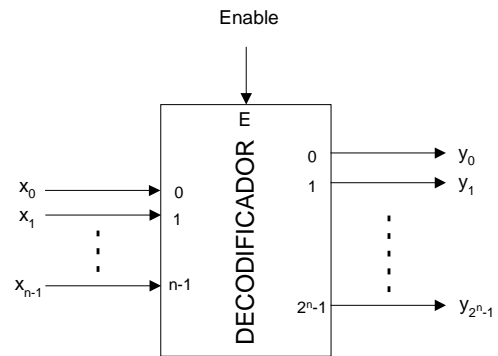 Enable
E
DECODIFICADOR
x₀
0
x₁
1
xₙ₋₁
n-1
0
y₀
1
y₁
2ⁿ-1
y₂ⁿ₋₁